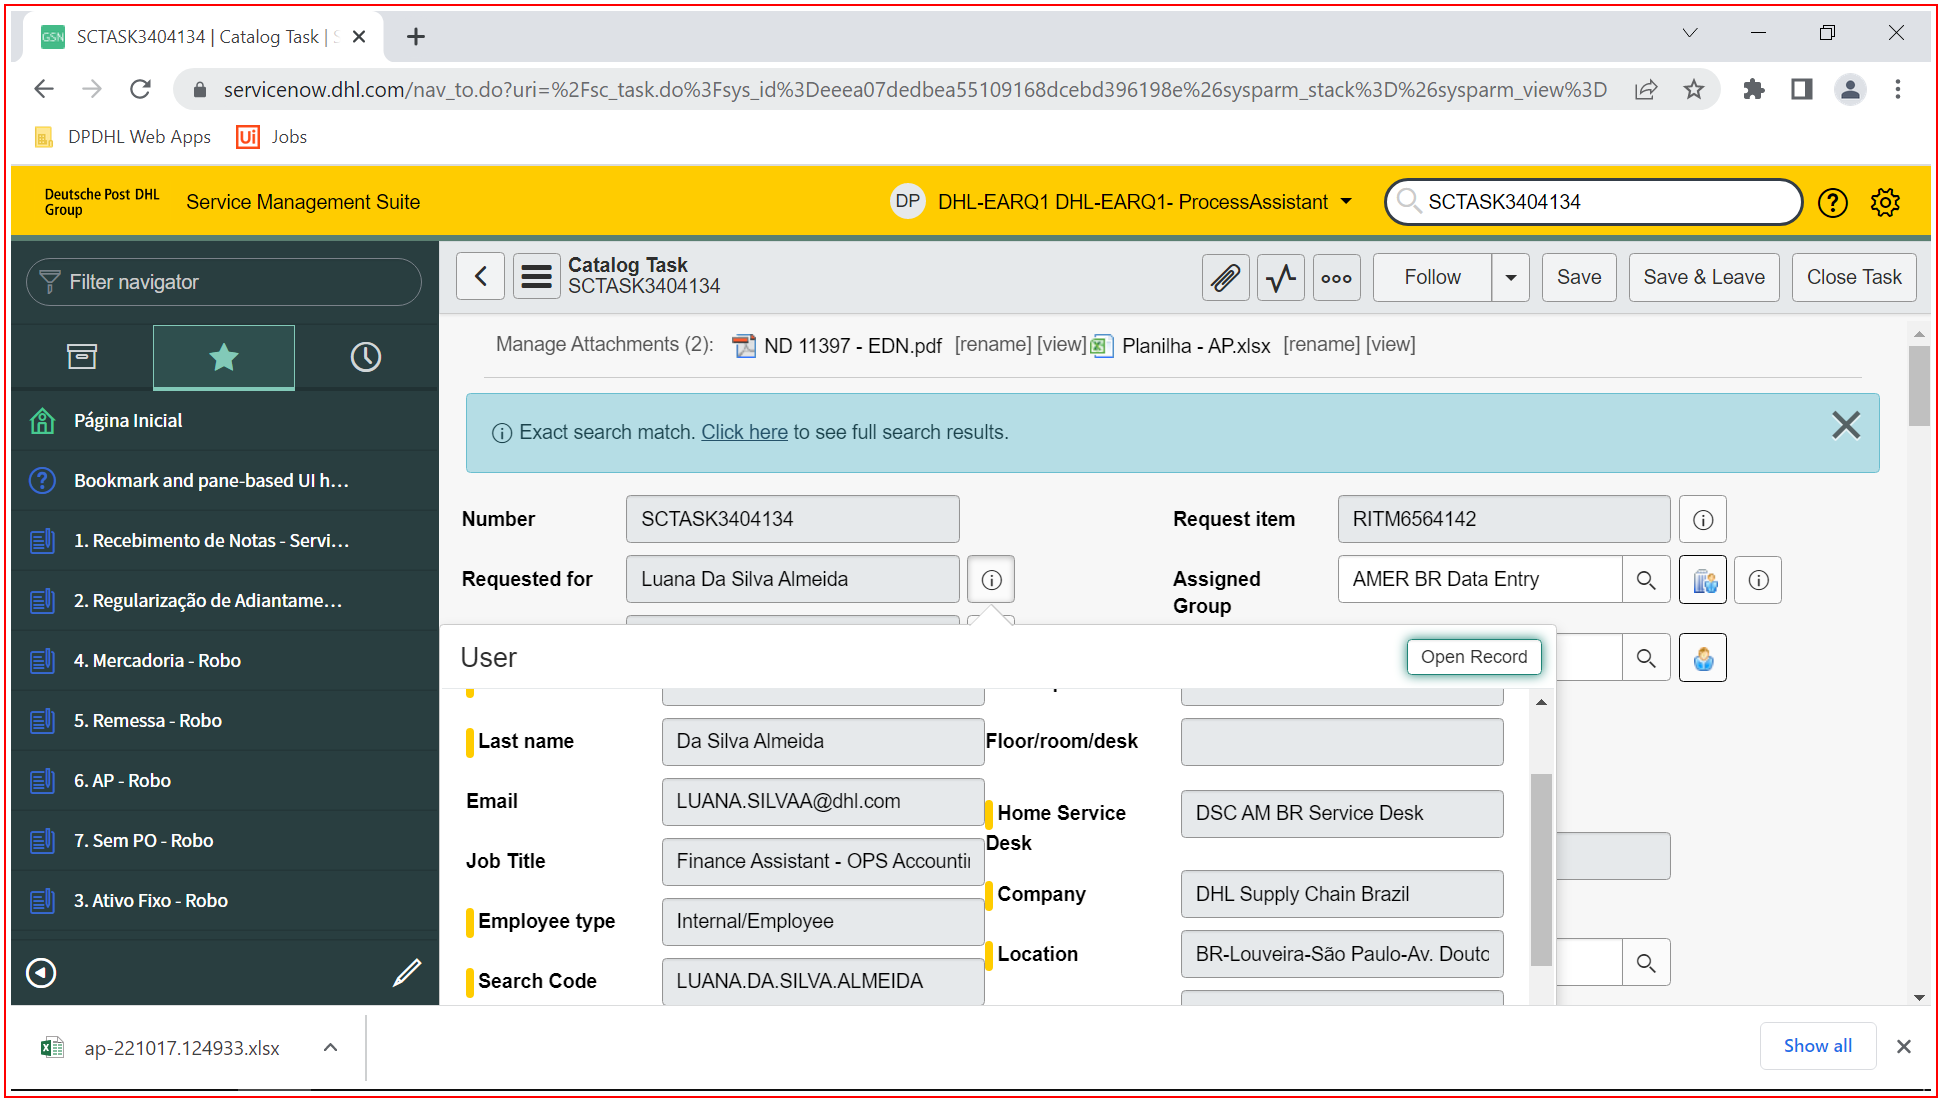 GSN SCTASK3404134 | Catalog Task |
servicenow.dhl.com/nav_to.do?uri=%2Fsc_task.do%3Fsys_id%3Deeea07dedbea55109168dcebd396198e%26sysparm_stack%3D%26sysparm_view%3D
DPDHL Web Apps Ui Jobs
Deutsche Post DHL
Group
Service Management Suite
DP DHL-EARQ1 DHL-EARQ1- ProcessAssistant
SCTASK3404134
Filter navigator
Catalog Task
SCTASK3404134
Follow Save Save & Leave Close Task
Manage Attachments (2): ND 11397 - EDN.pdf [rename] [view] Planilha - AP.xlsx [rename] [view]
Exact search match. Click here to see full search results.
Página Inicial
Bookmark and pane-based UI h...
1. Recebimento de Notas - Servi...
2. Regularização de Adiantame...
4. Mercadoria - Robo
5. Remessa - Robo
6. AP - Robo
7. Sem PO - Robo
3. Ativo Fixo - Robo
Number SCTASK3404134
Request item RITM6564142
Requested for Luana Da Silva Almeida
Assigned
Group
AMER BR Data Entry
User
Open Record
Last name Da Silva Almeida
Floor/room/desk
Email LUANA.SILVAA@dhl.com
Home Service
Desk
DSC AM BR Service Desk
Job Title Finance Assistant - OPS Accountin
Company DHL Supply Chain Brazil
Employee type Internal/Employee
Location BR-Louveira-São Paulo-Av. Douto
Search Code LUANA.DA.SILVA.ALMEIDA
ap-221017.124933.xlsx
Show all